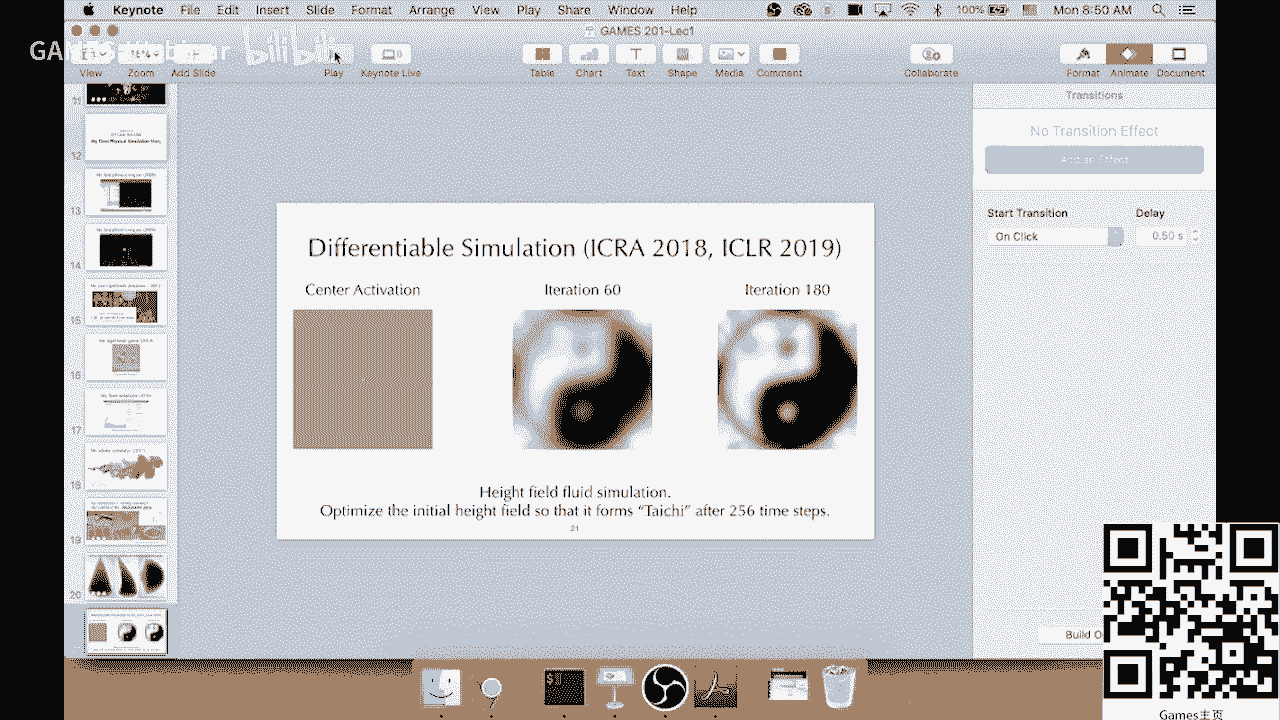 Keynote File Edit Insert Slide Format Arrange View Play Share Window Help 100% Mon 8:50 AM
GAMES 201-Lec1
bilibili
View Zoom Add Slide Play Keynote Live Table Chart Text Shape Media Comment Collaborate Format Animate Document
Transitions
No Transition Effect
Add an Effect
Start Transition Delay
On Click 0.50 s
11
12
13
14
15
16
17
18
19
20
Differentiable Simulation (ICRA 2018, ICLR 2019)
Center Activation Iteration 60 Iteration 180
Height field fluid simulation.
Optimize the initial height field so that it forms “Taichi” after 256 time steps.
21
Build O
Games主页